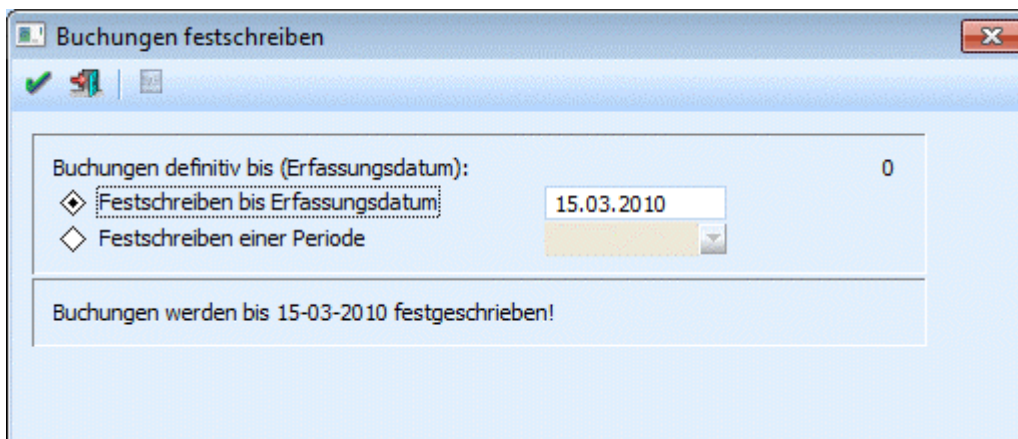 Buchungen festschreiben
Buchungen definitiv bis (Erfassungsdatum): 0
Festschreiben bis Erfassungsdatum 15.03.2010
Festschreiben einer Periode
Buchungen werden bis 15-03-2010 festgeschrieben!